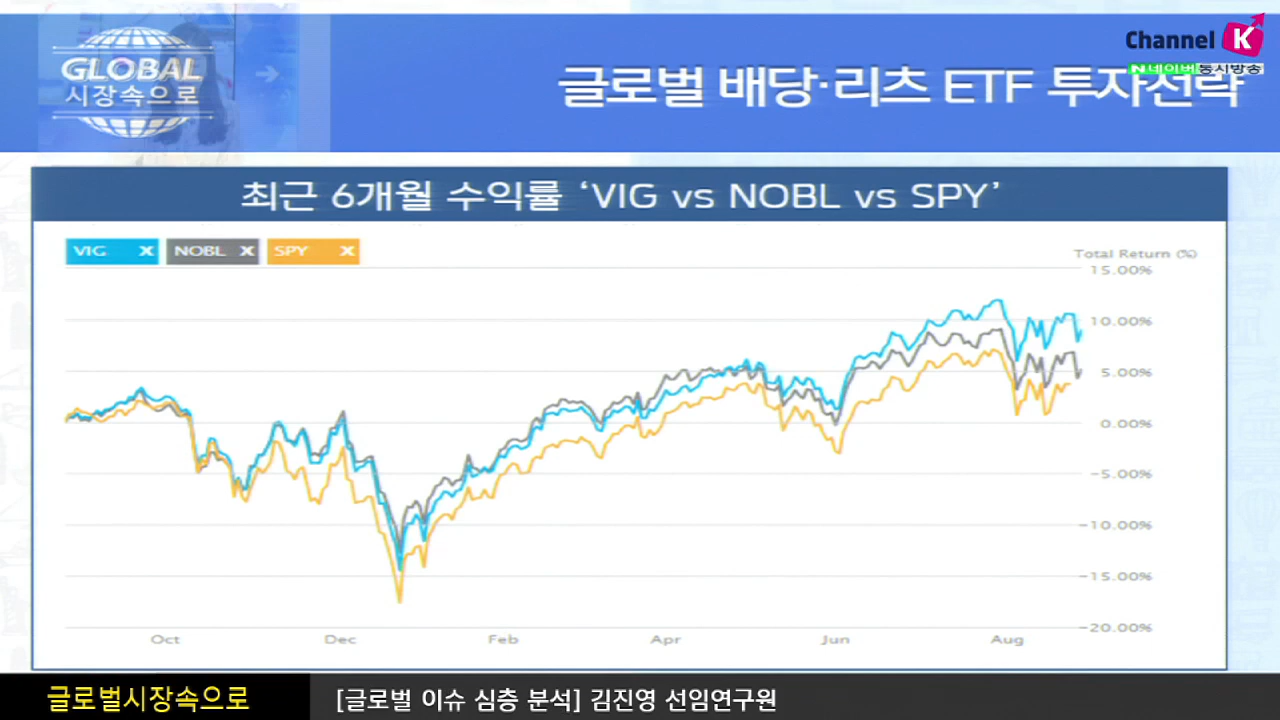 GLOBAL
시장속으로
Channel K
N 네이버 동시방송
글로벌 배당·리츠 ETF 투자전략
최근 6개월 수익률 ‘VIG vs NOBL vs SPY’
VIG x NOBL x SPY x
Total Return (%)
15.00%
10.00%
5.00%
0.00%
-5.00%
-10.00%
-15.00%
-20.00%
Oct Dec Feb Apr Jun Aug
글로벌시장속으로
[글로벌 이슈 심층 분석] 김진영 선임연구원